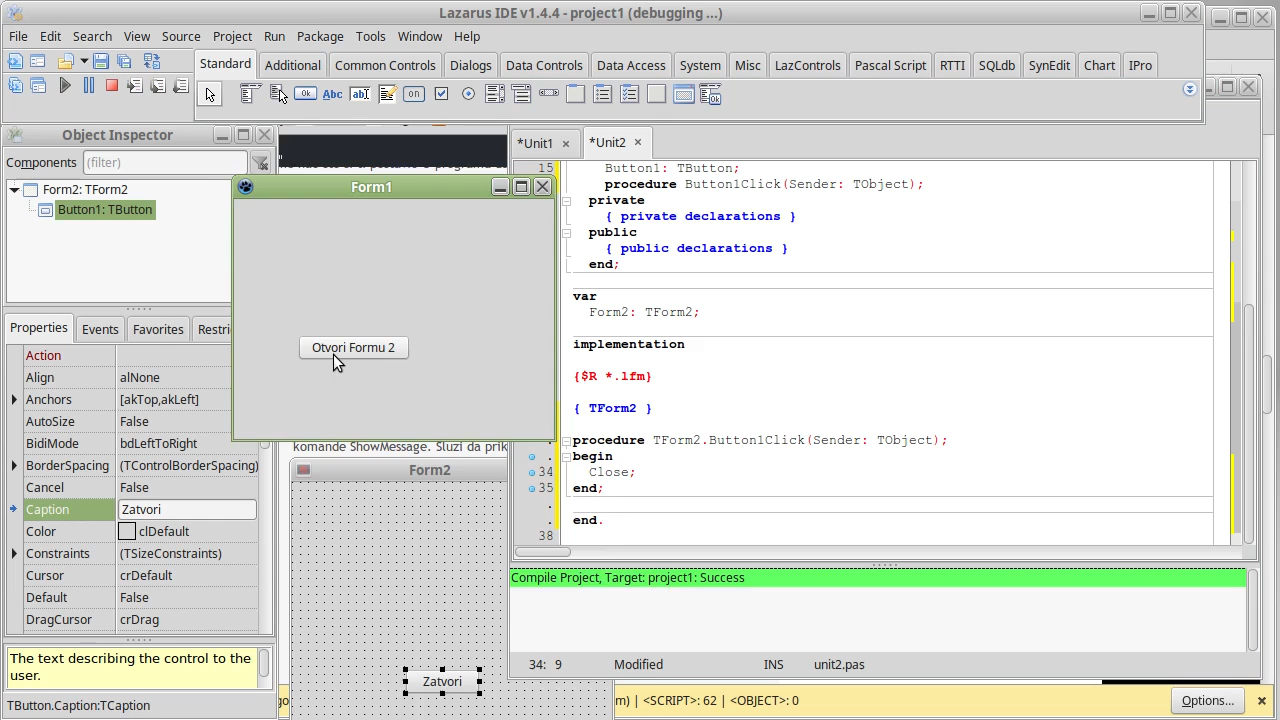 Lazarus IDE v1.4.4 - project1 (debugging ...)
File Edit Search View Source Project Run Package Tools Window Help
Standard Additional Common Controls Dialogs Data Controls Data Access System Misc LazControls Pascal Script RTTI SynEdit Chart SQLdb IPro
Ok Abc ab on
Object Inspector
Components (filter)
Form2: TForm2
Button1: TButton
Properties Events Favorites Restri
Action
Align alNone
Anchors [akTop,akLeft]
AutoSize False
BidiMode bdLeftToRight
BorderSpacing (TControlBorderSpacing)
Cancel False
Caption Zatvori
Color clDefault
Constraints (TSizeConstraints)
Cursor crDefault
Default False
DragCursor crDrag
The text describing the control to the
user.
TButton.Caption:TCaption
Form1
Otvori Formu 2
komande ShowMessage. Sluzi da prik
Form2
Zatvori
*Unit1 *Unit2
15 Button1: TButton;
procedure Button1Click(Sender: TObject);
private
{ private declarations }
public
{ public declarations }
end;
var
Form2: TForm2;
implementation
{$R *.lfm}
{ TForm2 }
procedure TForm2.Button1Click(Sender: TObject);
. begin
34 Close;
35 end;
.
. end.
38
Compile Project, Target: project1: Success
34: 9 Modified INS unit2.pas
m) | <SCRIPT>: 62 | <OBJECT>: 0 Options...